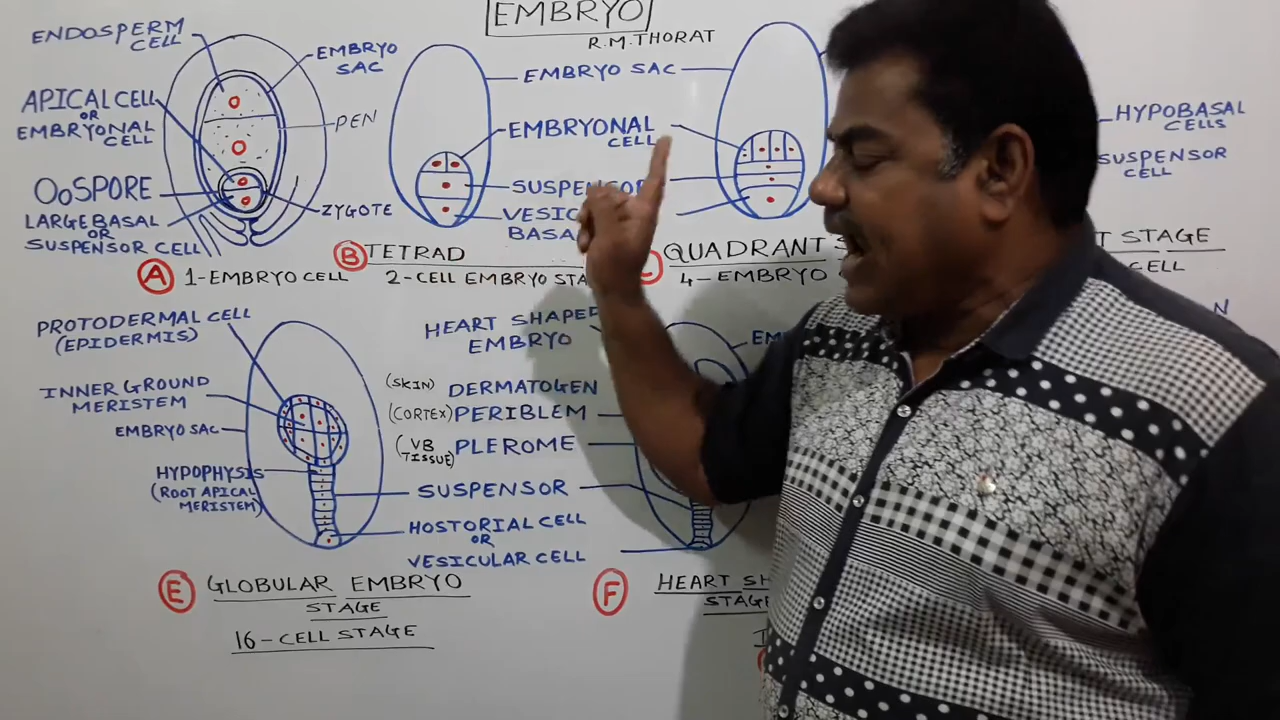 EMBRYO
R.M.THORAT
ENDOSPERM
CELL
EMBRYO
SAC
APICAL CELL
OR
EMBRYONAL
CELL
PEN
OoSPORE
LARGE BASAL
OR
SUSPENSOR CELL
ZYGOTE
A 1-EMBRYO CELL
EMBRYO SAC
EMBRYONAL
CELL
SUSPENSOR
B TETRAD
2-CELL EMBRYO
QUADRANT
4-EMBRYO
HYPOBASAL
CELLS
SUSPENSOR
CELL
STAGE
CELL
PROTODERMAL CELL
(EPIDERMIS)
INNER GROUND
MERISTEM
EMBRYO SAC
HYPOPHYSIS
(ROOT APICAL
MERISTEM)
HEART SHAPED
EMBRYO
(SKIN) DERMATOGEN
(CORTEX) PERIBLEM
(VB
TISSUE) PLEROME
SUSPENSOR
HOSTORIAL CELL
OR
VESICULAR CELL
E GLOBULAR EMBRYO
STAGE
16-CELL STAGE
F HEART
STAGE